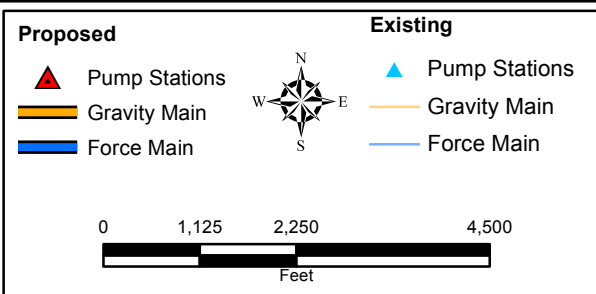 Proposed
Pump Stations
Gravity Main
Force Main
N
W E
S
Existing
Pump Stations
Gravity Main
Force Main
0 1,125 2,250 4,500
Feet